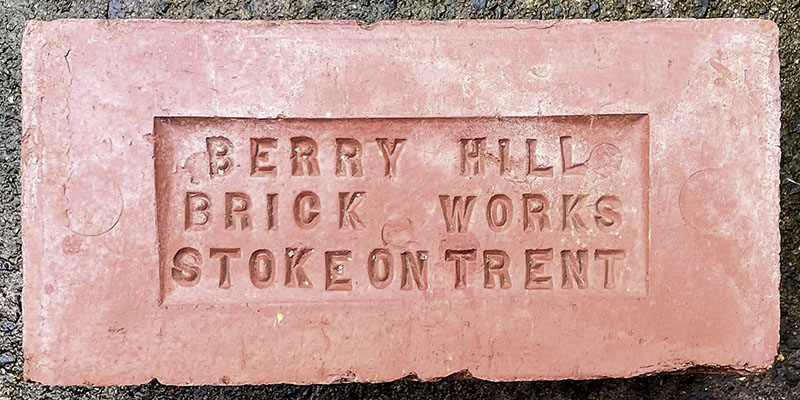 BERRY HILL
BRICK WORKS
STOKE ON TRENT